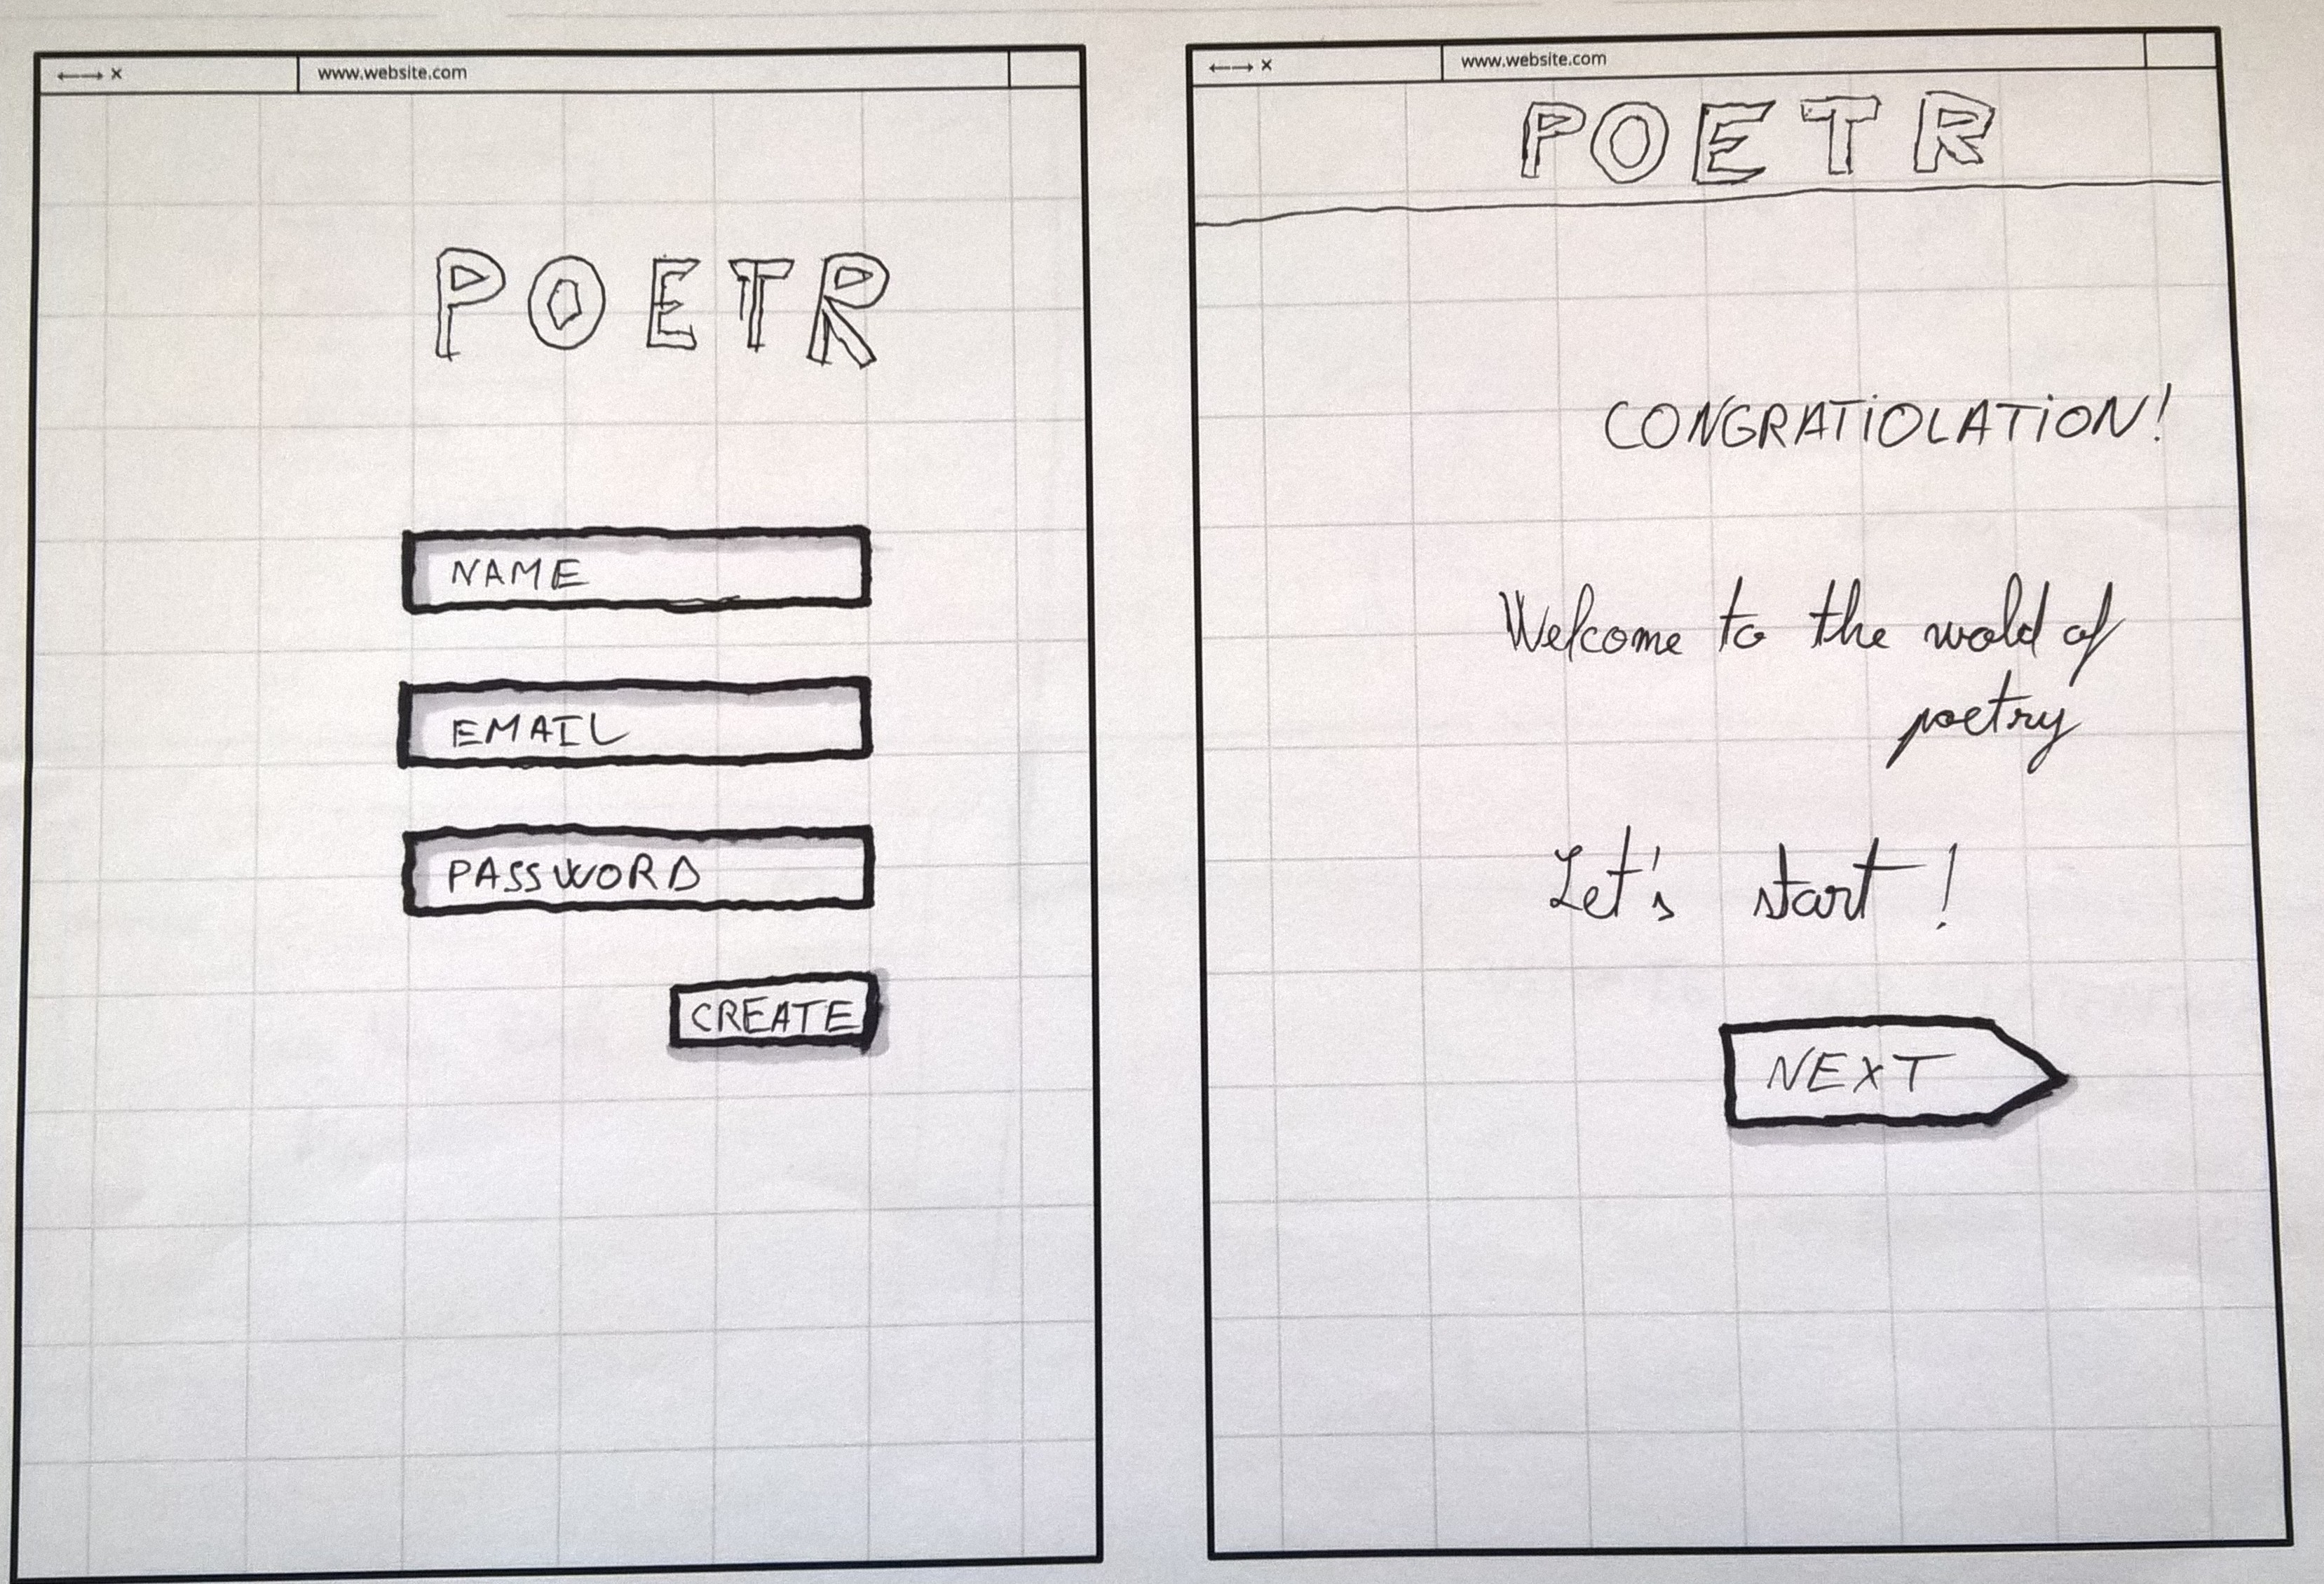 www.website.com
POETR
NAME
EMAIL
PASSWORD
CREATE
www.website.com
POETR
CONGRATIOLATION!
Welcome to the wold of
poetry
Let's start!
NEXT